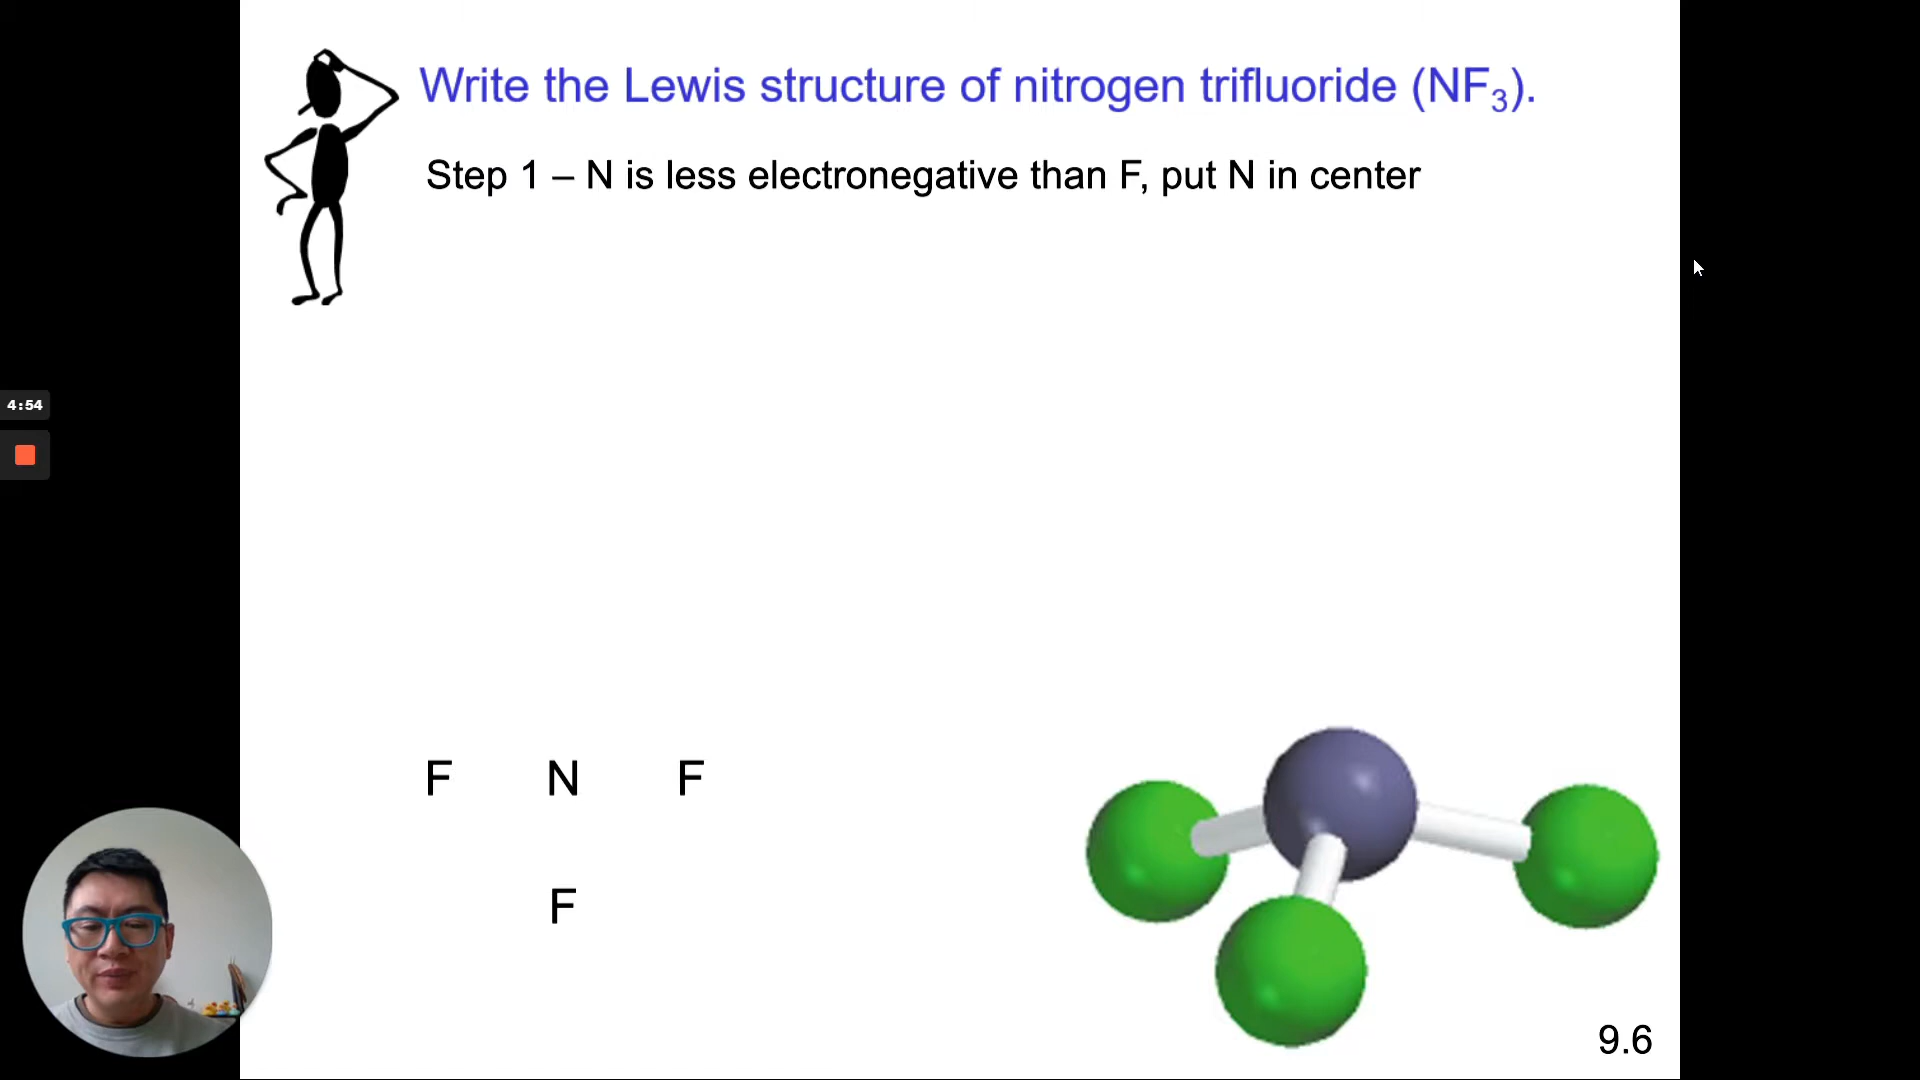 Write the Lewis structure of nitrogen trifluoride (NF₃).
Step 1 – N is less electronegative than F, put N in center
4:54
F N F
F
9.6